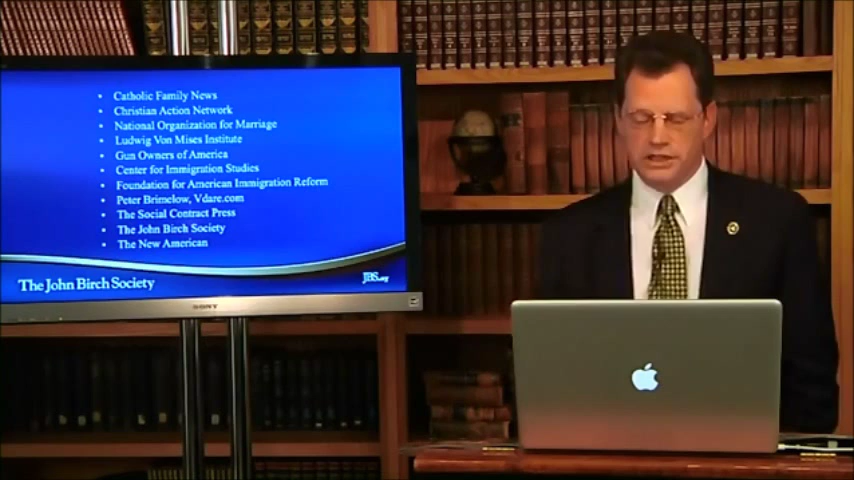 • Catholic Family News
• Christian Action Network
• National Organization for Marriage
• Ludwig Von Mises Institute
• Gun Owners of America
• Center for Immigration Studies
• Foundation for American Immigration Reform
• Peter Brimelow, Vdare.com
• The Social Contract Press
• The John Birch Society
• The New American
The John Birch Society
JBS.org
SONY